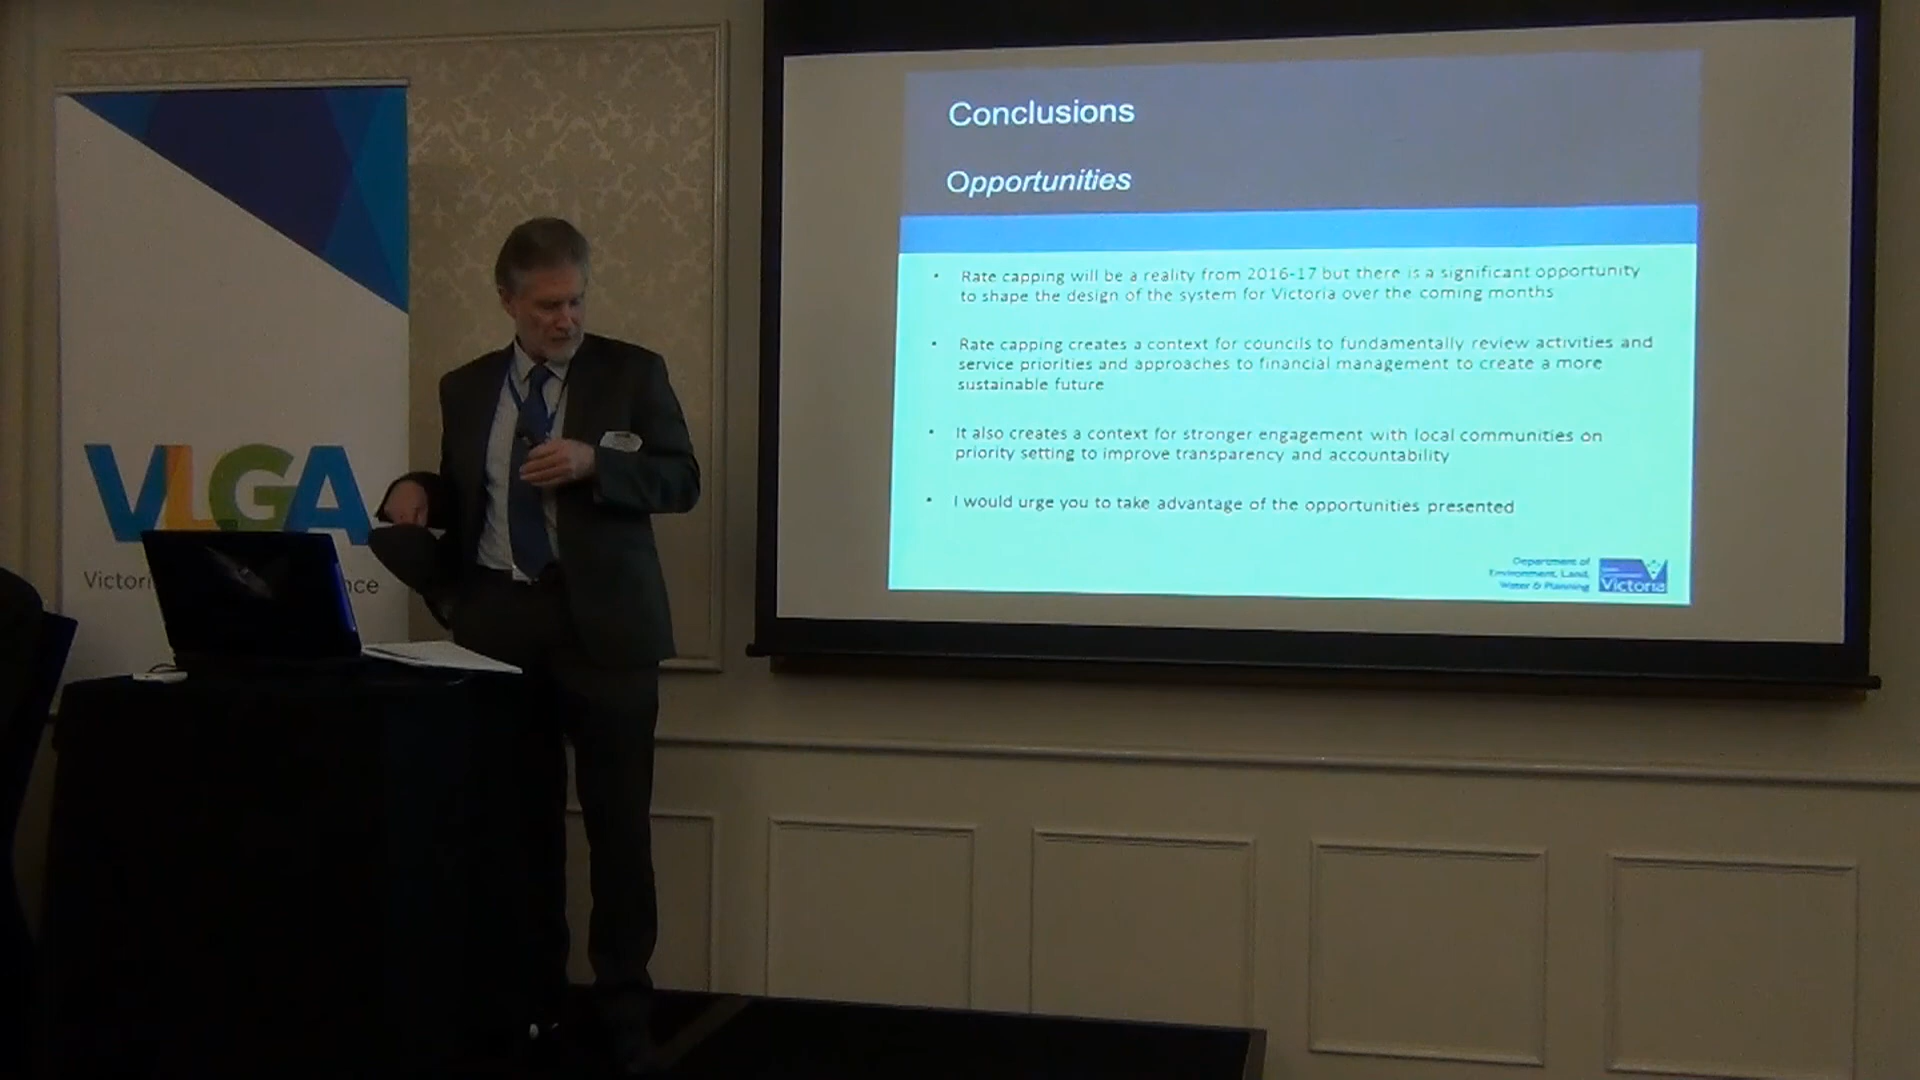 VLGA
Conclusions
Opportunities
• Rate capping will be a reality from 2016-17 but there is a significant opportunity
to shape the design of the system for Victoria over the coming months
• Rate capping creates a context for councils to fundamentally review activities and
service priorities and approaches to financial management to create a more
sustainable future
• It also creates a context for stronger engagement with local communities on
priority setting to improve transparency and accountability
• I would urge you to take advantage of the opportunities presented
Department of
Environment, Land,
Water & Planning
Victoria